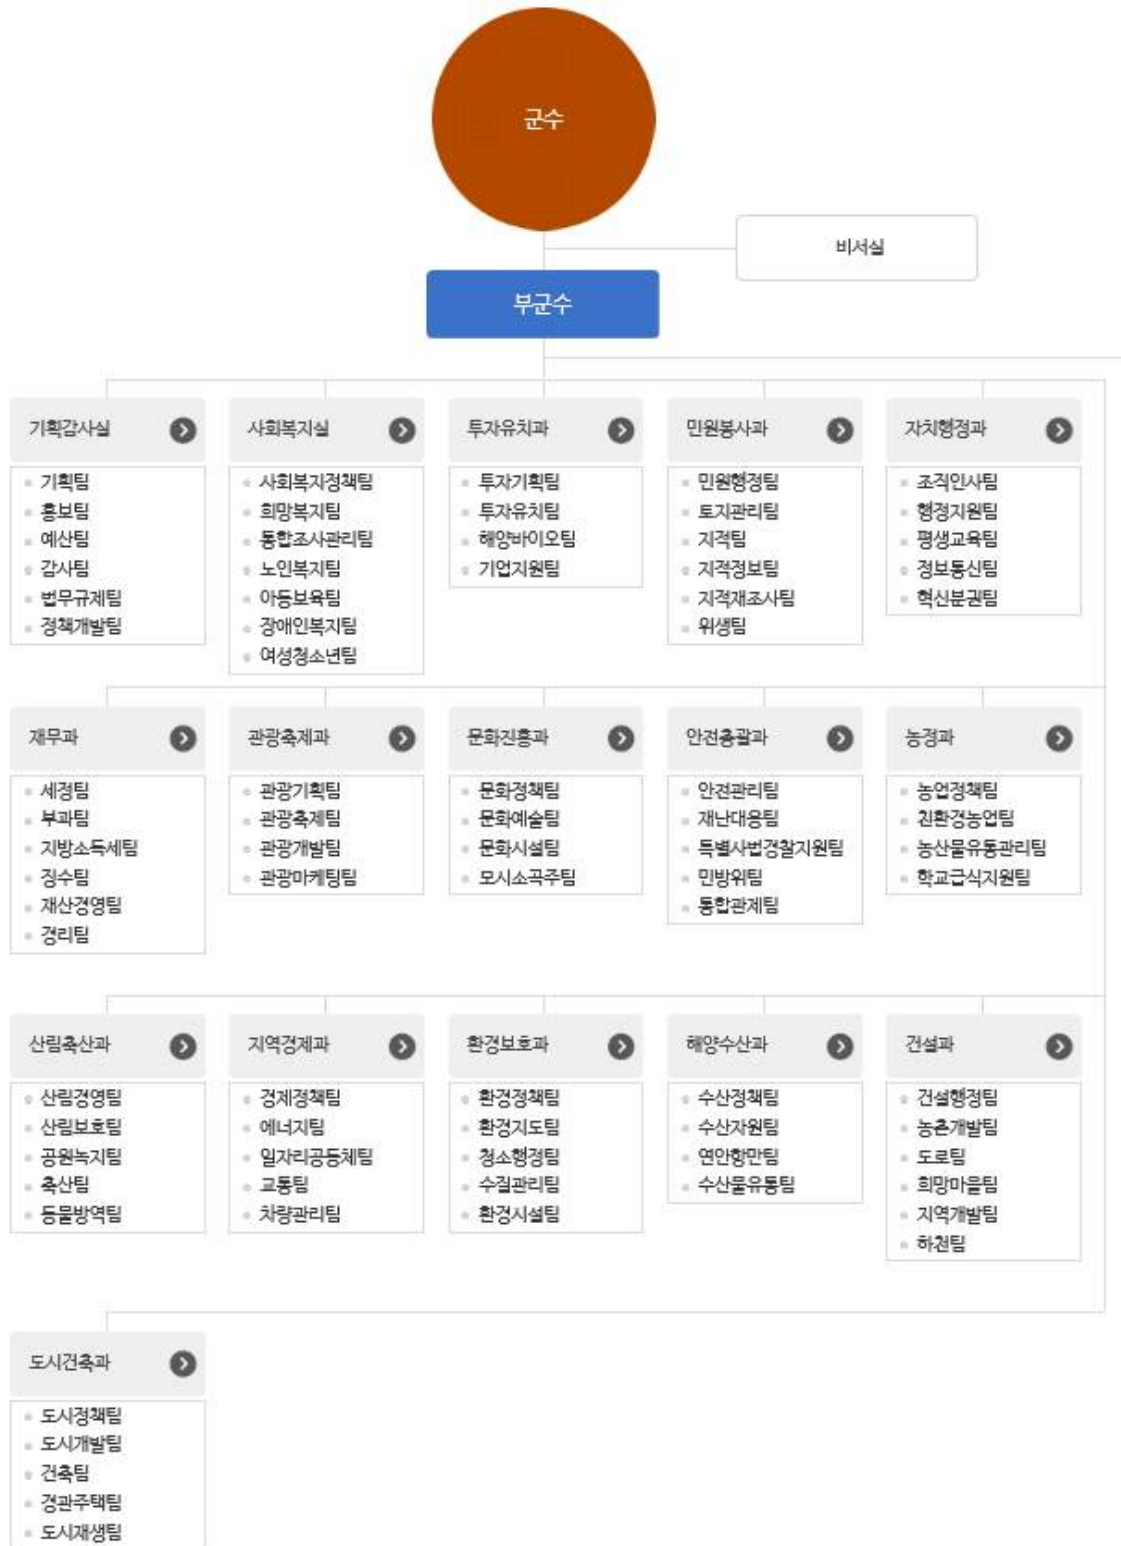 군수
비서실
부군수
기획감사실
기획팀
홍보팀
예산팀
감사팀
법무규제팀
정책개발팀
사회복지실
사회복지정책팀
희망복지팀
통합조사관리팀
노인복지팀
아동보육팀
장애인복지팀
여성청소년팀
투자유치과
투자기획팀
투자유치팀
해양바이오팀
기업지원팀
민원봉사과
민원행정팀
토지관리팀
지적팀
지적정보팀
지적재조사팀
위생팀
자치행정과
조직인사팀
행정지원팀
평생교육팀
정보통신팀
혁신분권팀
재무과
세정팀
부과팀
지방소득세팀
징수팀
재산경영팀
경리팀
관광축제과
관광기획팀
관광축제팀
관광개발팀
관광마케팅팀
문화진흥과
문화정책팀
문화예술팀
문화시설팀
모시소곡주팀
안전총괄과
안전관리팀
재난대응팀
특별사법경찰지원팀
민방위팀
통합관제팀
농정과
농업정책팀
친환경농업팀
농산물유통관리팀
학교급식지원팀
산림축산과
산림경영팀
산림보호팀
공원녹지팀
축산팀
동물방역팀
지역경제과
경제정책팀
에너지팀
일자리공동체팀
교통팀
차량관리팀
환경보호과
환경정책팀
환경지도팀
청소행정팀
수질관리팀
환경시설팀
해양수산과
수산정책팀
수산자원팀
연안항만팀
수산물유통팀
건설과
건설행정팀
농촌개발팀
도로팀
희망마을팀
지역개발팀
하천팀
도시건축과
도시정책팀
도시개발팀
건축팀
경관주택팀
도시재생팀